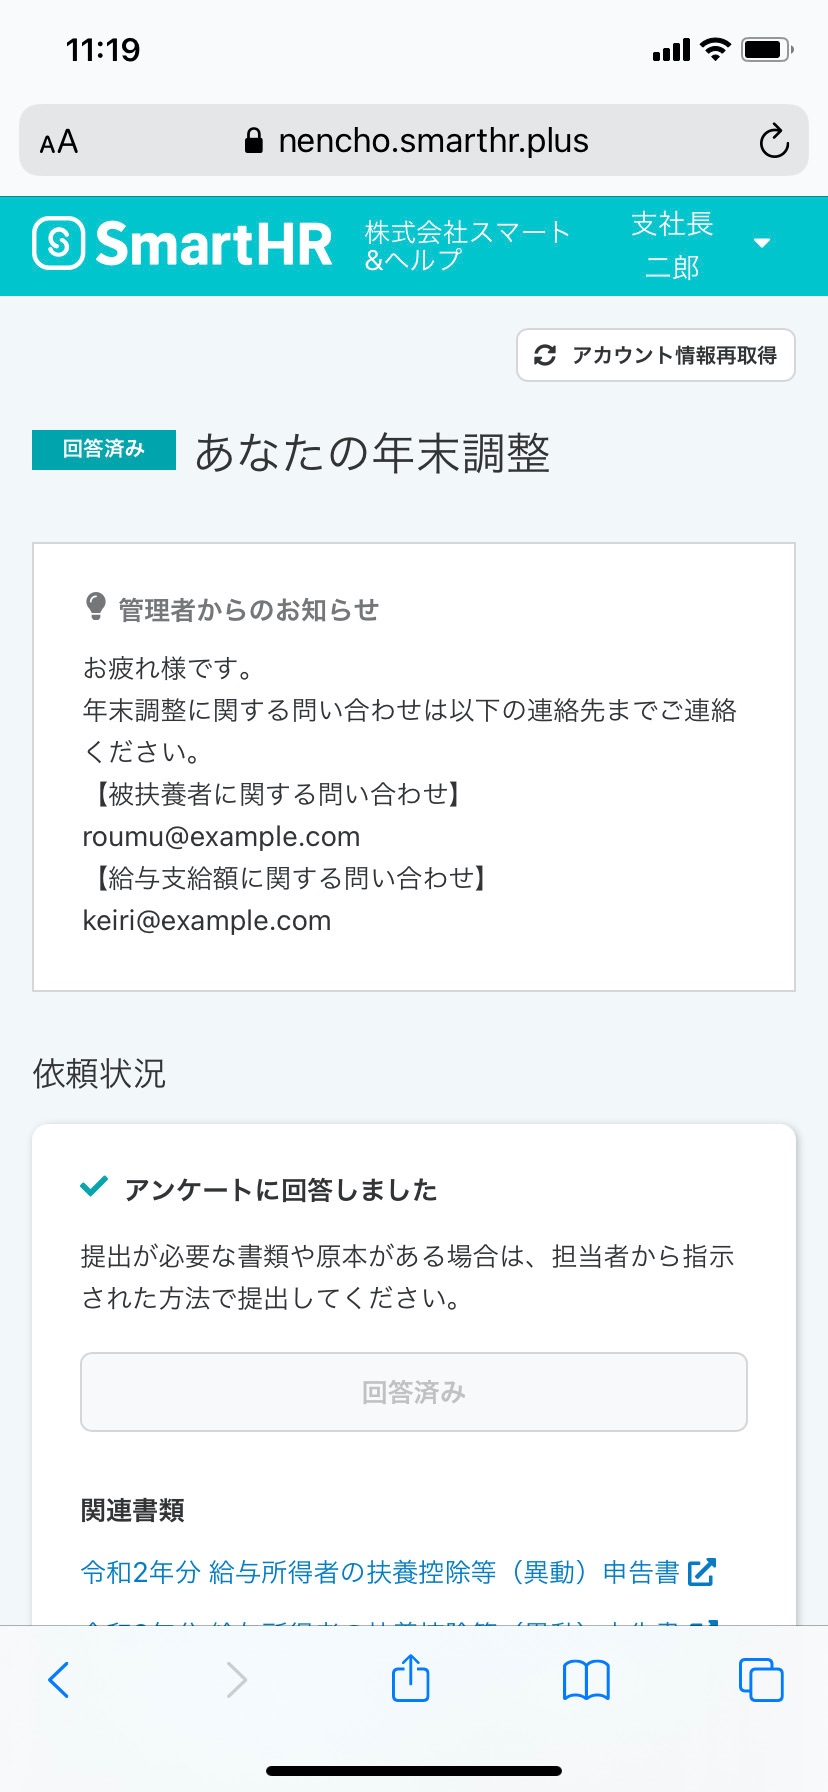 11:19
AA nencho.smarthr.plus
SmartHR 株式会社スマート
&ヘルプ
支社長
二郎
アカウント情報再取得
回答済み あなたの年末調整
管理者からのお知らせ
お疲れ様です。
年末調整に関する問い合わせは以下の連絡先までご連絡
ください。
【被扶養者に関する問い合わせ】
roumu@example.com
【給与支給額に関する問い合わせ】
keiri@example.com
依頼状況
アンケートに回答しました
提出が必要な書類や原本がある場合は、担当者から指示
された方法で提出してください。
回答済み
関連書類
令和2年分 給与所得者の扶養控除等（異動）申告書